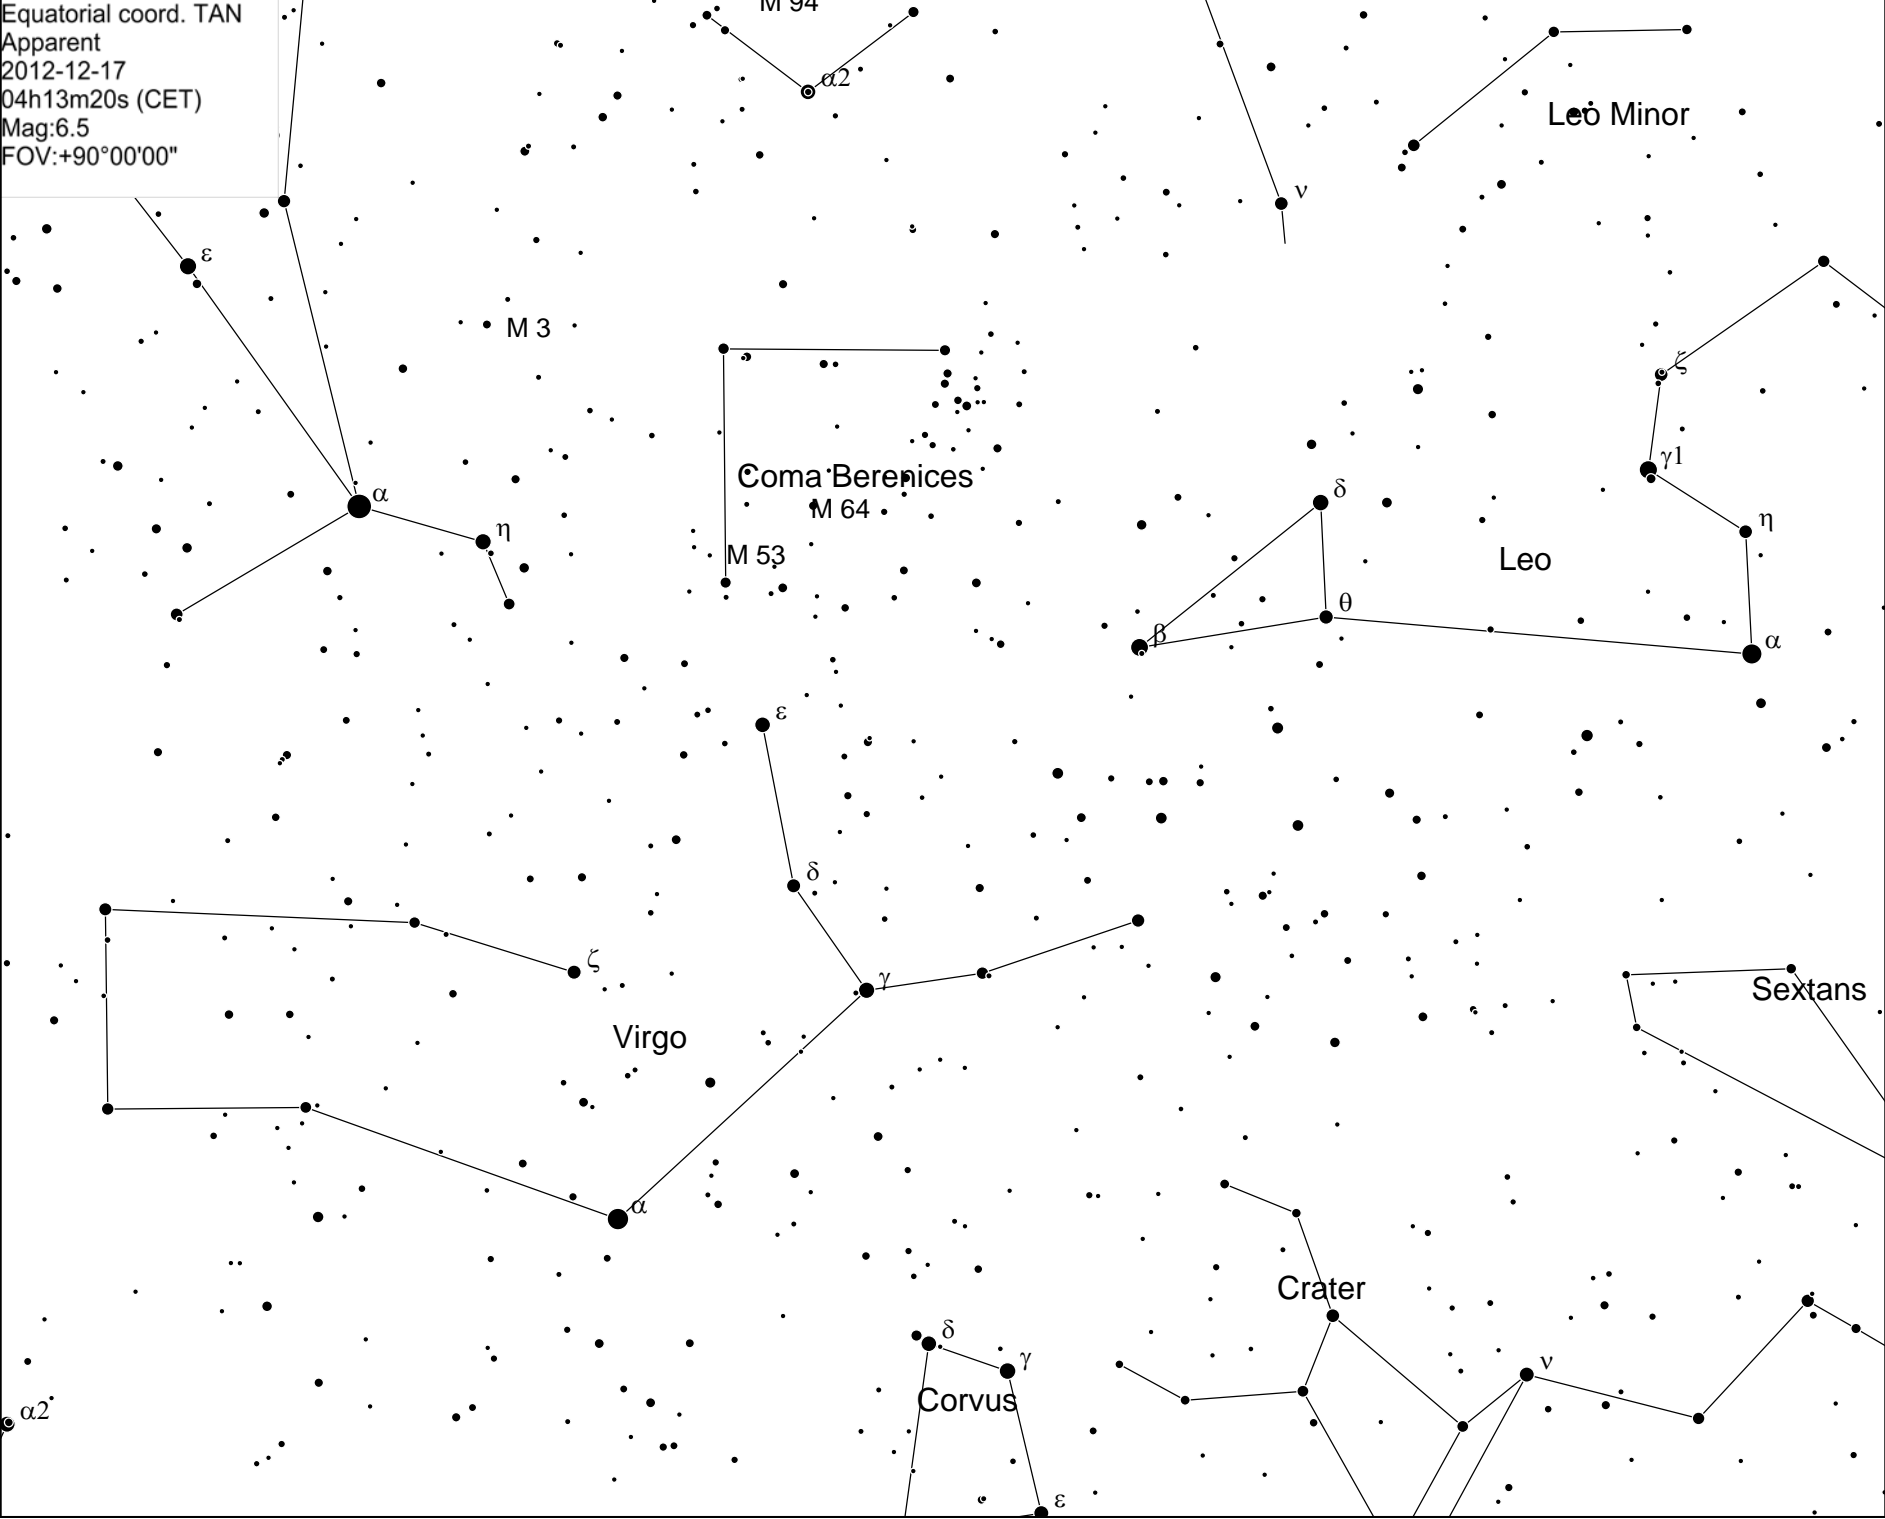 Equatorial coord. TAN
Apparent
2012-12-17
04h13m20s (CET)
Mag:6.5
FOV:+90°00'00"
M 94
α2
Leo Minor
ν
ε
M 3
ζ
γ1
Coma Berenices
α
δ
M 64
η
η
M 53
Leo
θ
β
α
ε
δ
ζ
γ
Sextans
Virgo
α
Crater
δ
γ
ν
Corvus
α2
ε